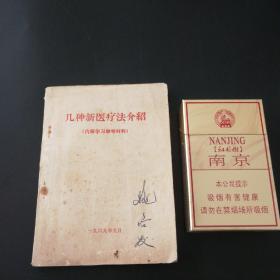 几种新医疗法介紹
(内部学习参考材料)
一九六九年九月
NANJING
南京
本公司提示
吸烟有害健康
请勿在禁烟场所吸烟